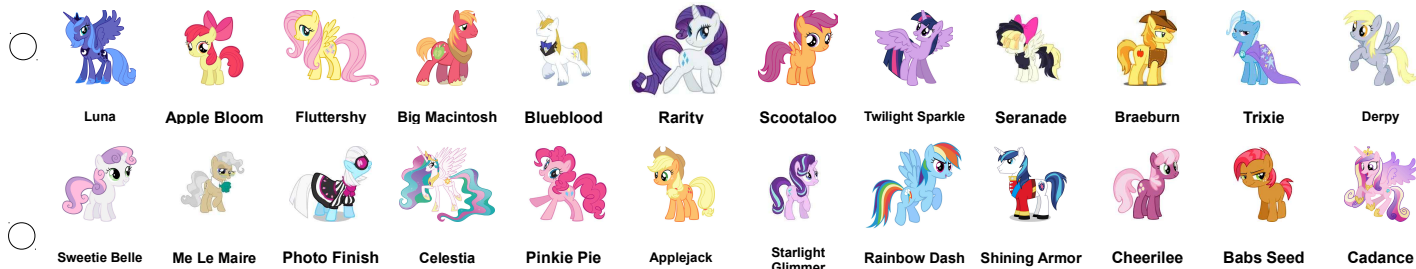 Luna Apple Bloom Fluttershy Big Macintosh Blueblood Rarity Scootaloo Twilight Sparkle Seranade Braeburn Trixie Derpy
Sweetie Belle Me Le Maire Photo Finish Celestia Pinkie Pie Applejack Starlight Rainbow Dash Shining Armor Cheerilee Babs Seed Cadance
Glimmer